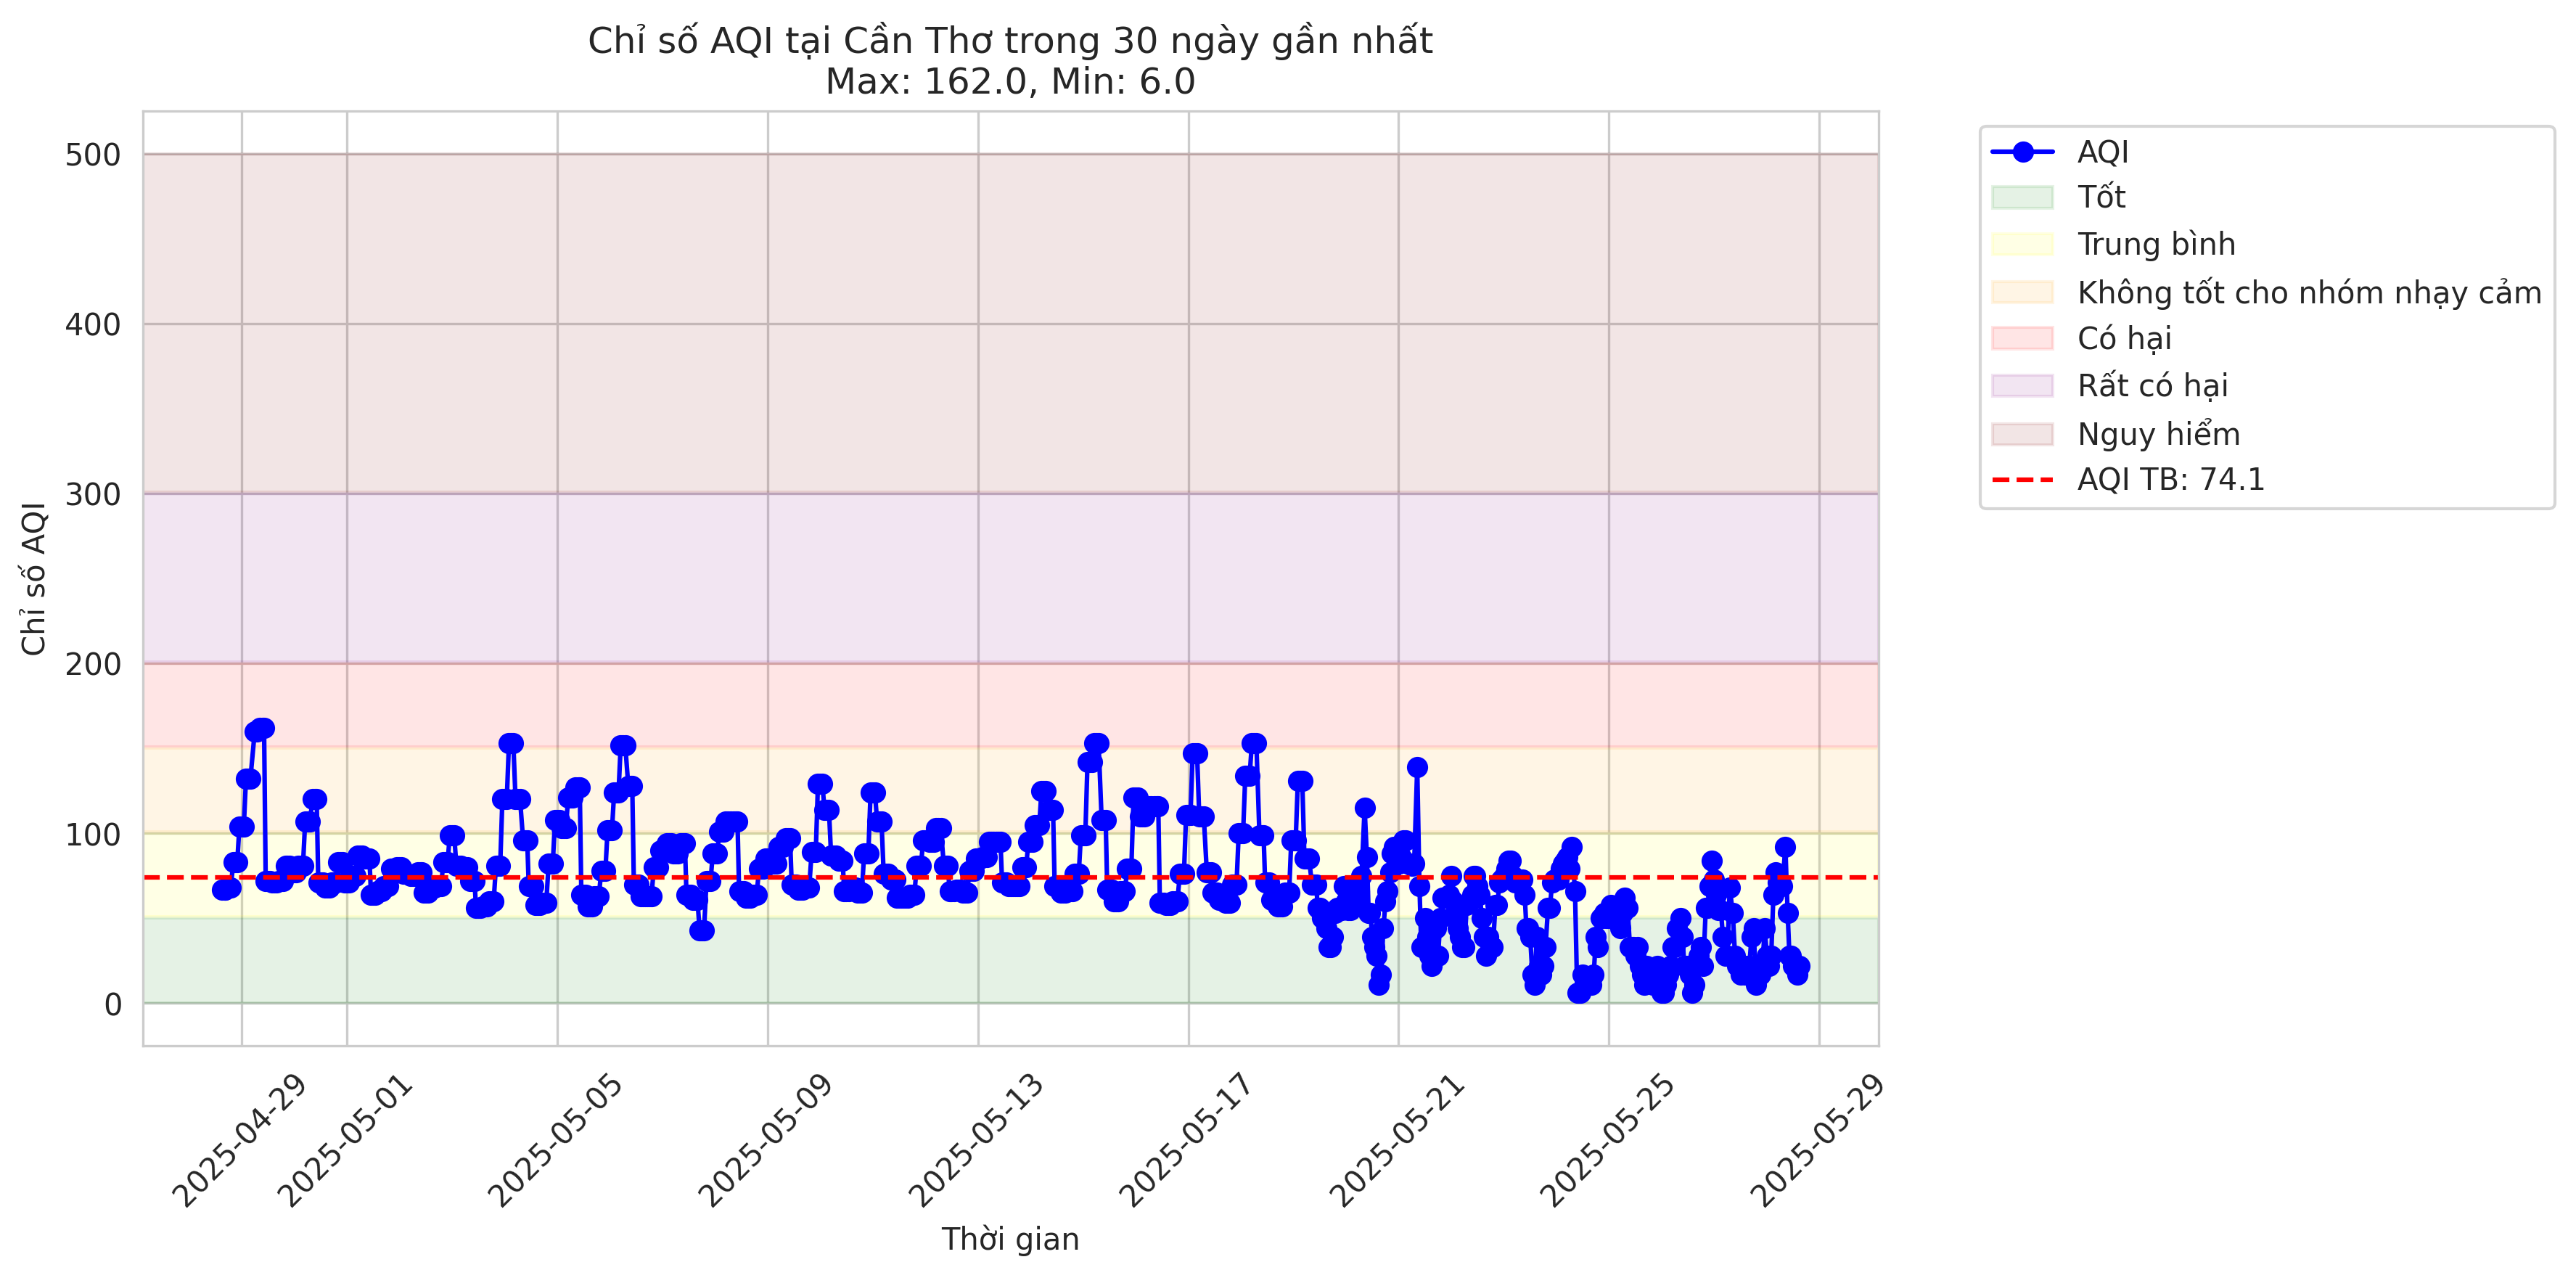 Chỉ số AQI tại Cần Thơ trong 30 ngày gần nhất
Max: 162.0, Min: 6.0
Chỉ số AQI
500
400
300
200
100
0
2025-04-29
2025-05-01
2025-05-05
2025-05-09
2025-05-13
2025-05-17
2025-05-21
2025-05-25
2025-05-29
Thời gian
AQI
Tốt
Trung bình
Không tốt cho nhóm nhạy cảm
Có hại
Rất có hại
Nguy hiểm
AQI TB: 74.1